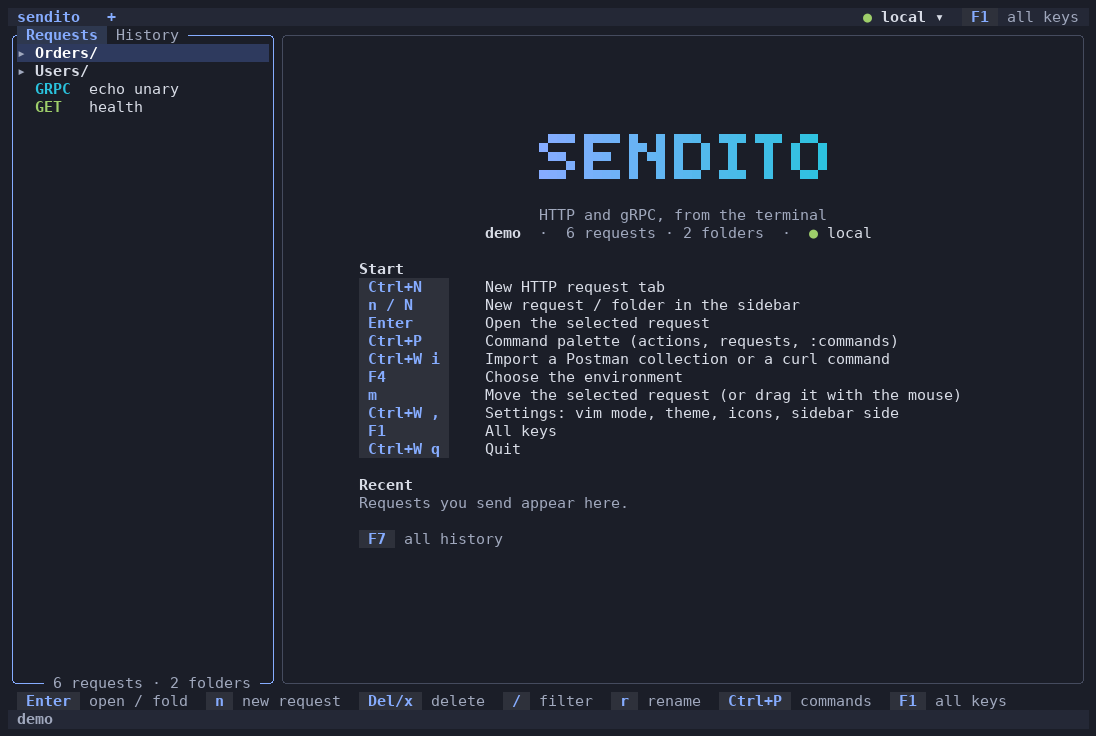 sendito + ● local ▾ F1 all keys
Requests History
▸ Orders/
▸ Users/
GRPC echo unary
GET health
6 requests · 2 folders
SENDITO
HTTP and gRPC, from the terminal
demo · 6 requests · 2 folders · ● local
Start
Ctrl+N New HTTP request tab
n / N New request / folder in the sidebar
Enter Open the selected request
Ctrl+P Command palette (actions, requests, :commands)
Ctrl+W i Import a Postman collection or a curl command
F4 Choose the environment
m Move the selected request (or drag it with the mouse)
Ctrl+W , Settings: vim mode, theme, icons, sidebar side
F1 All keys
Ctrl+W q Quit
Recent
Requests you send appear here.
F7 all history
Enter open / fold n new request Del/x delete / filter r rename Ctrl+P commands F1 all keys
demo